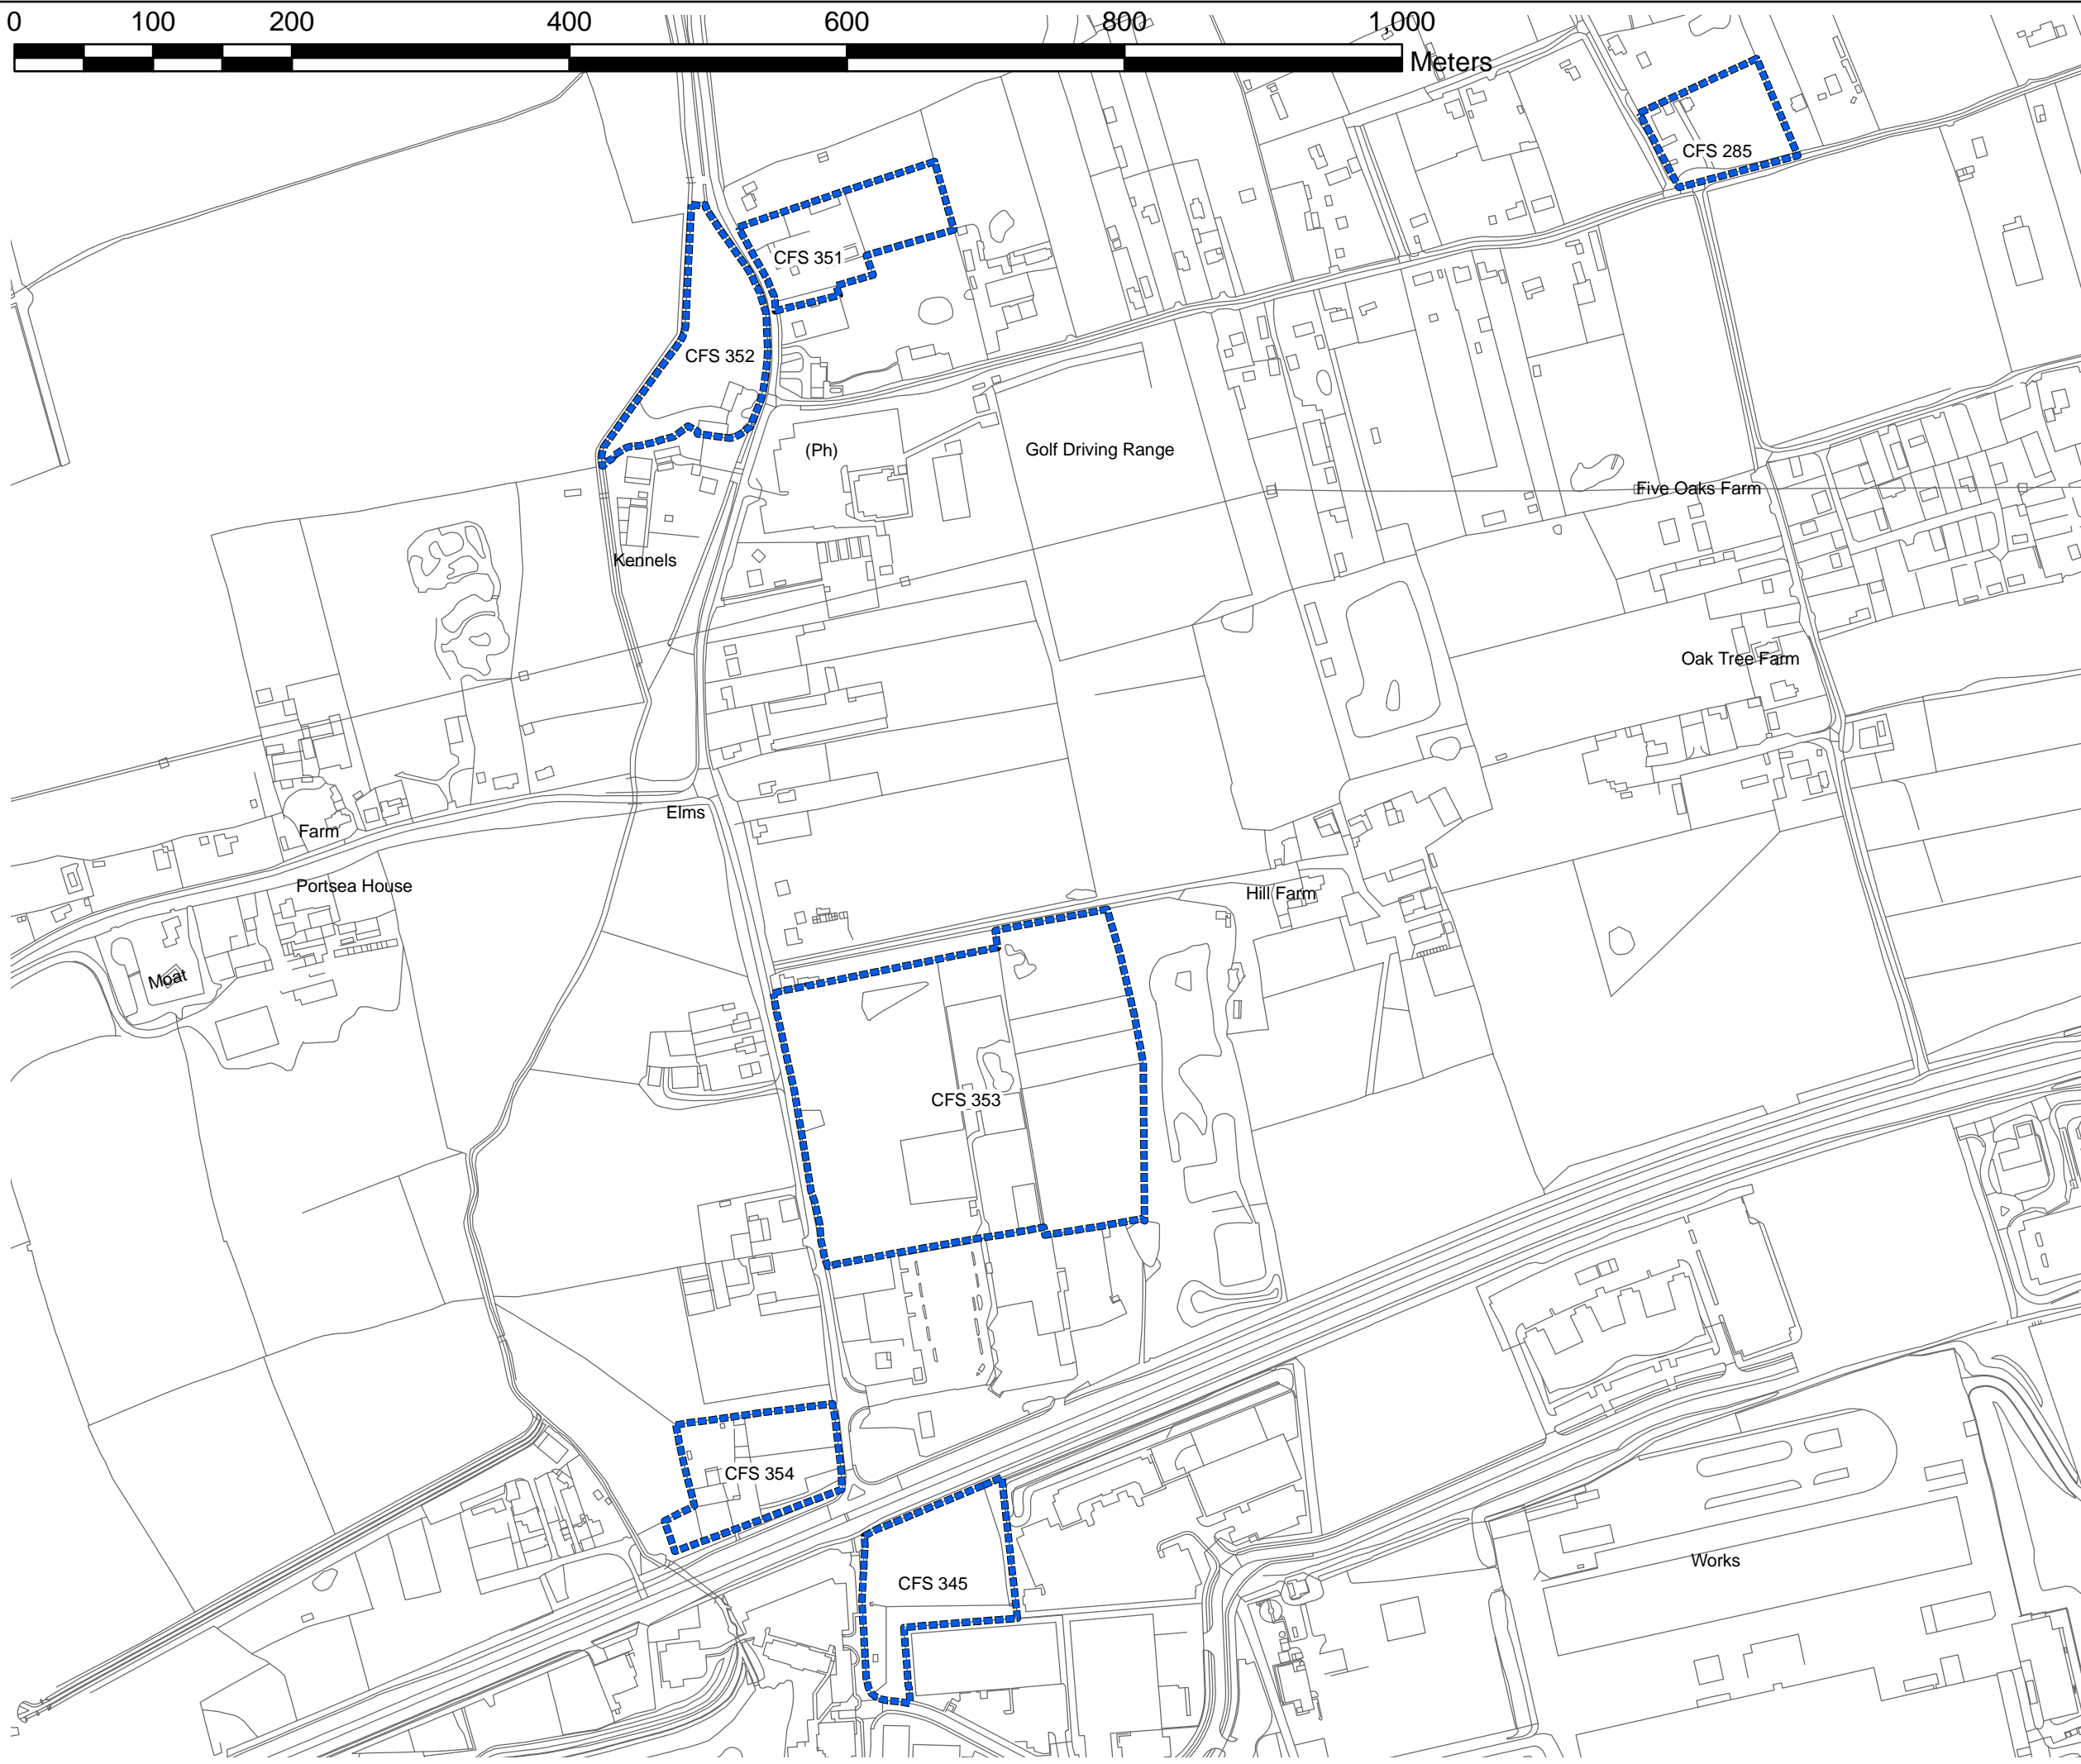 0 100 200 400 600 800 1,000
Meters
CFS 285
CFS 351
CFS 352
(Ph)
Golf Driving Range
Five Oaks Farm
Kennels
Oak Tree Farm
Elms
Farm
Portsea House
Hill Farm
Moat
CFS 353
CFS 354
Works
CFS 345